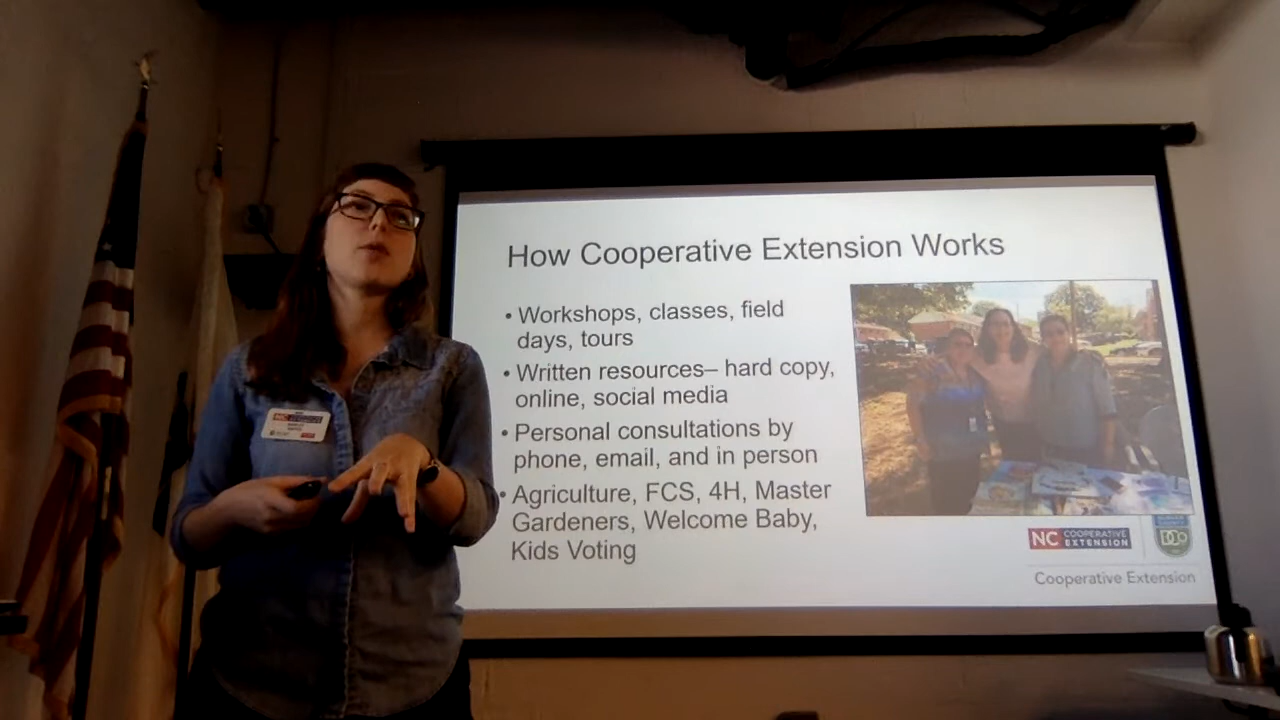 How Cooperative Extension Works
• Workshops, classes, field
days, tours
• Written resources– hard copy,
online, social media
• Personal consultations by
phone, email, and in person
• Agriculture, FCS, 4H, Master
Gardeners, Welcome Baby,
Kids Voting
NC COOPERATIVE
EXTENSION
DCO
Cooperative Extension
NC